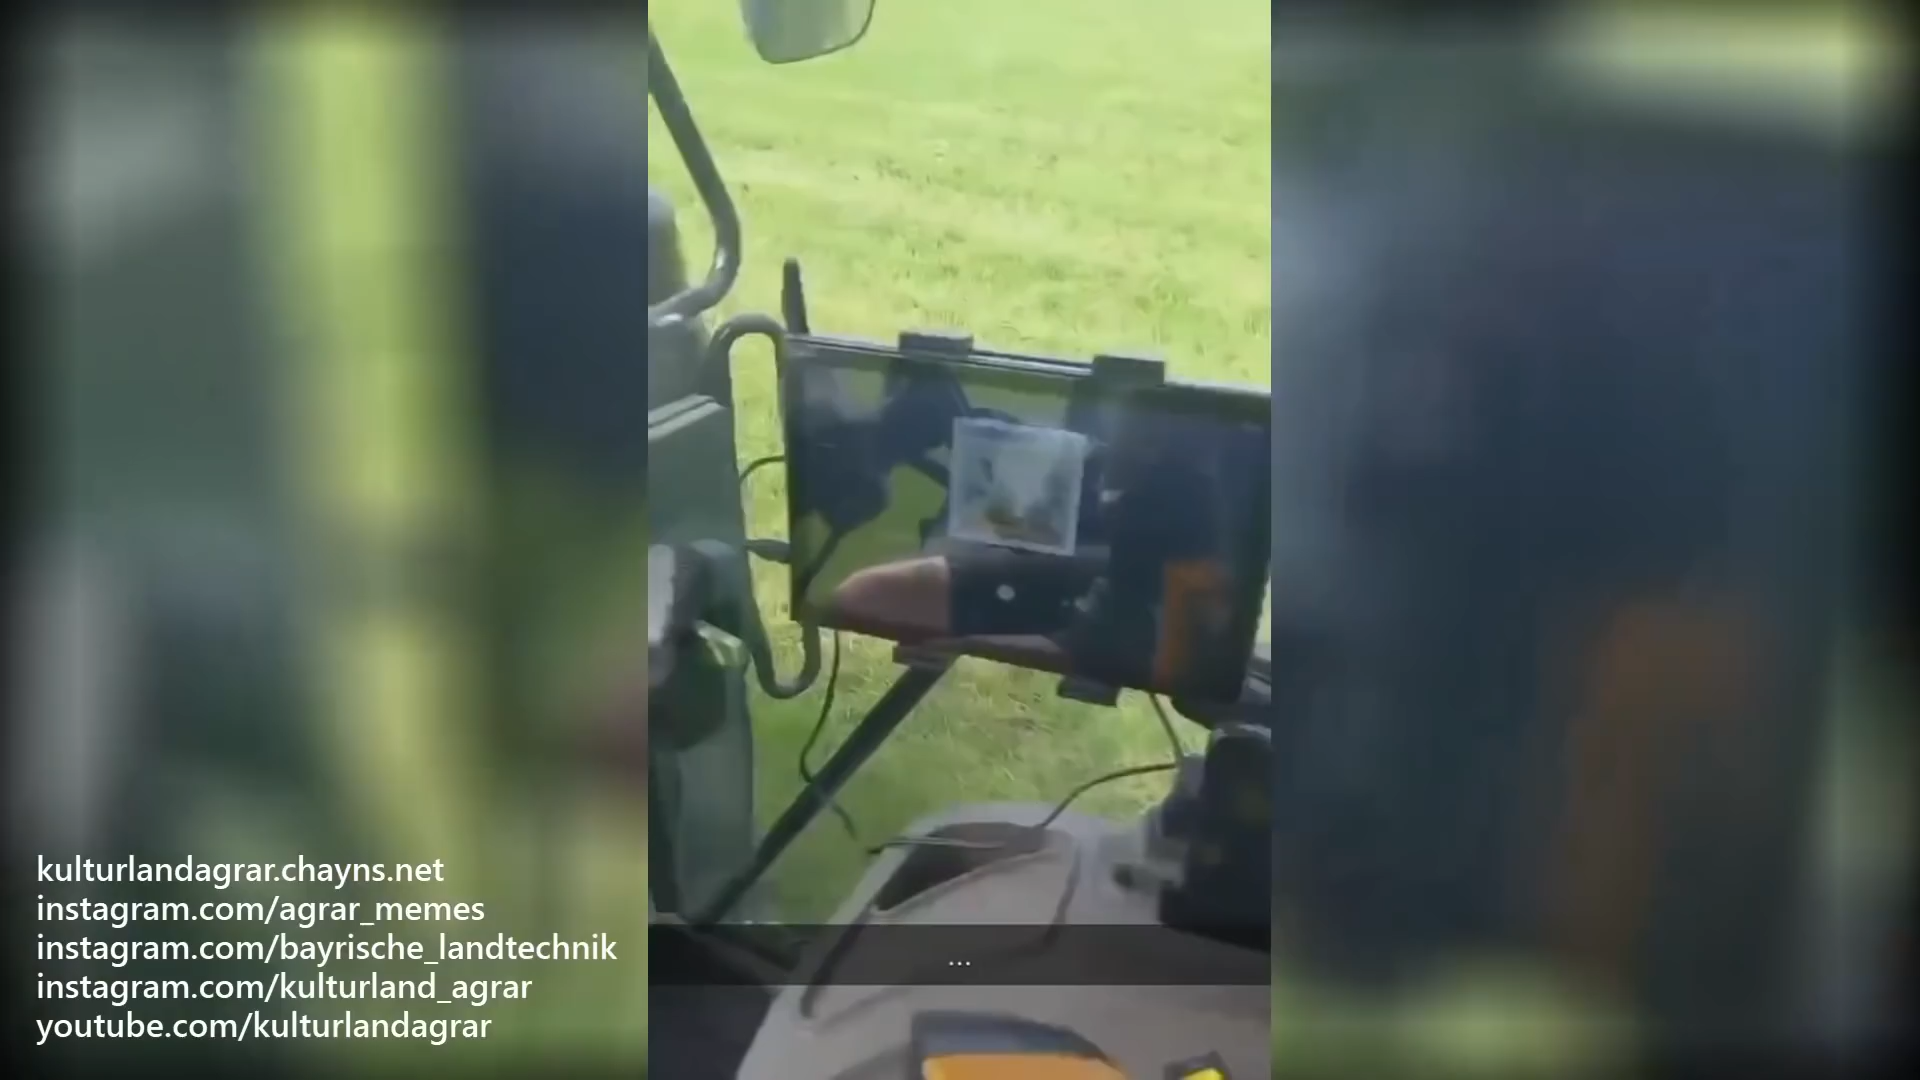 kulturlandagrar.chayns.net
instagram.com/agrar_memes
instagram.com/bayrische_landtechnik
instagram.com/kulturland_agrar
youtube.com/kulturlandagrar
...